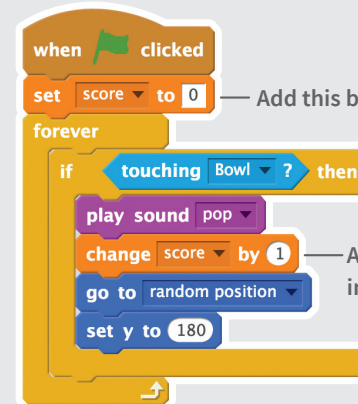 when clicked
set score to 0
Add this b
forever
if touching Bowl ? then
play sound pop
change score by 1
A
go to random position
in
set y to 180